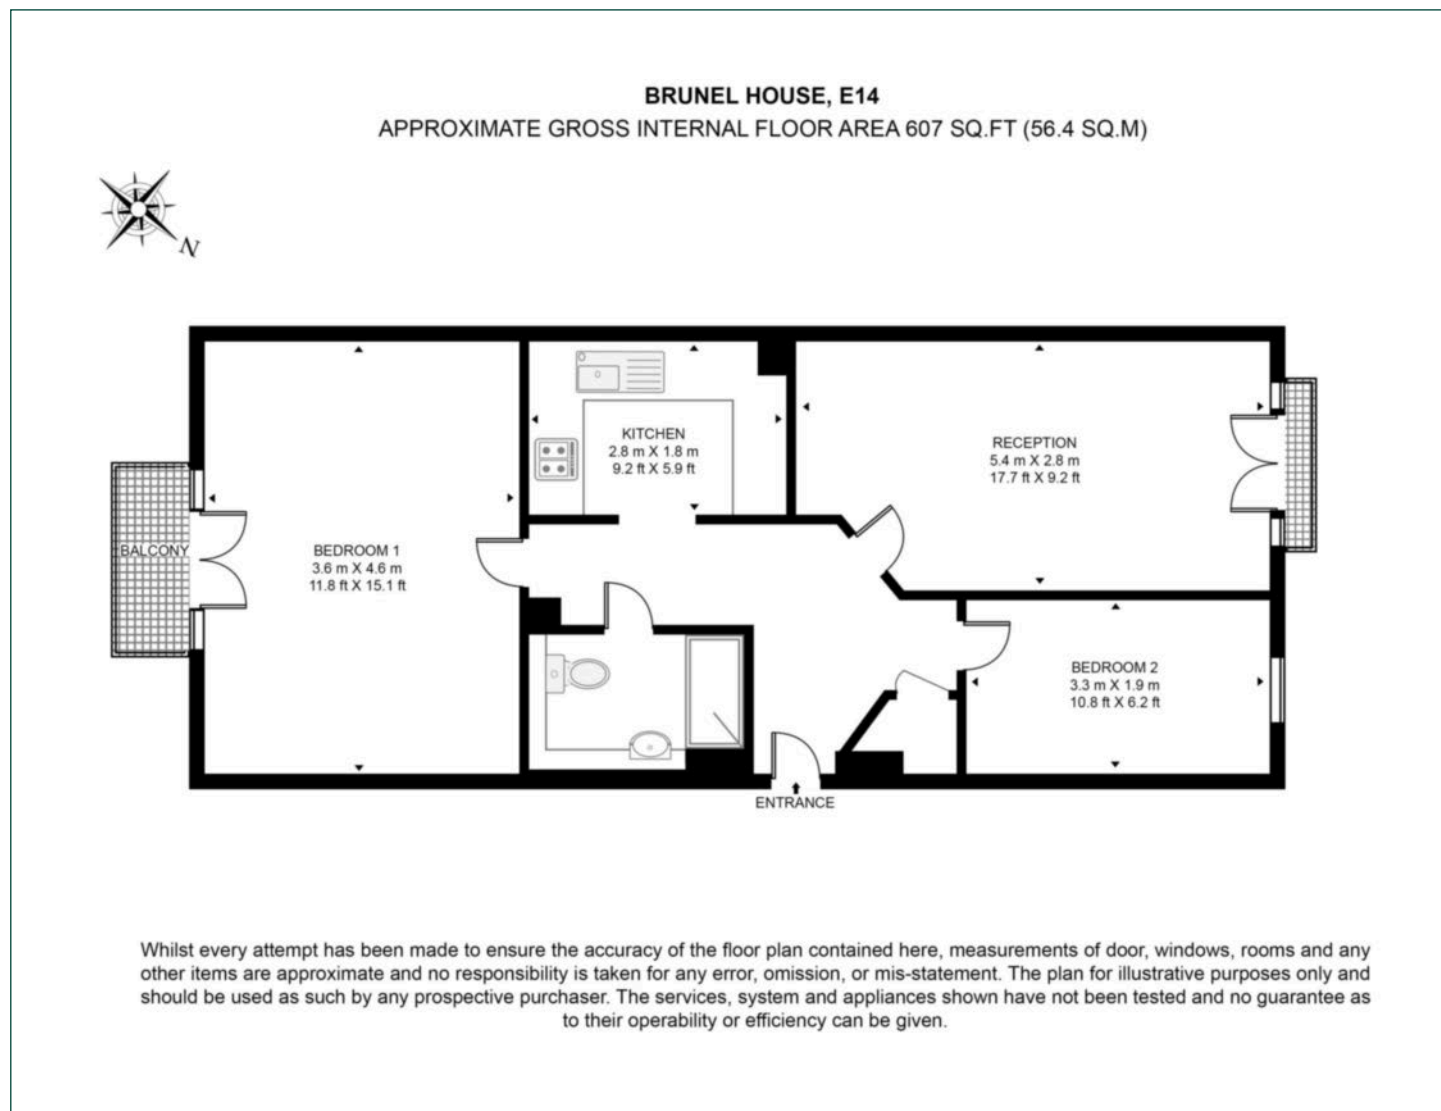 BRUNEL HOUSE, E14
APPROXIMATE GROSS INTERNAL FLOOR AREA 607 SQ.FT (56.4 SQ.M)
N
KITCHEN
2.8 m X 1.8 m
9.2 ft X 5.9 ft
RECEPTION
5.4 m X 2.8 m
17.7 ft X 9.2 ft
BALCONY
BEDROOM 1
3.6 m X 4.6 m
11.8 ft X 15.1 ft
BEDROOM 2
3.3 m X 1.9 m
10.8 ft X 6.2 ft
ENTRANCE
Whilst every attempt has been made to ensure the accuracy of the floor plan contained here, measurements of door, windows, rooms and any
other items are approximate and no responsibility is taken for any error, omission, or mis-statement. The plan for illustrative purposes only and
should be used as such by any prospective purchaser. The services, system and appliances shown have not been tested and no guarantee as
to their operability or efficiency can be given.